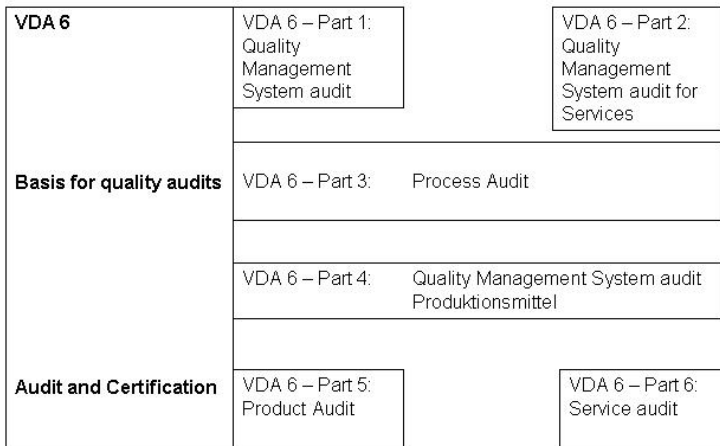 VDA 6
VDA 6 – Part 1:
Quality
Management
System audit
VDA 6 – Part 2:
Quality
Management
System audit for
Services
Basis for quality audits
VDA 6 – Part 3: Process Audit
VDA 6 – Part 4: Quality Management System audit
Produktionsmittel
Audit and Certification
VDA 6 – Part 5:
Product Audit
VDA 6 – Part 6:
Service audit